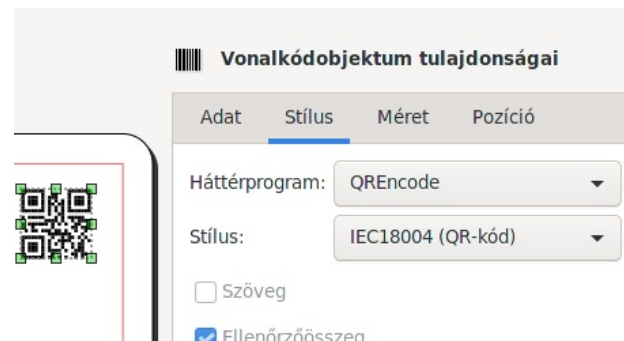 Vonalkódobjektum tulajdonságai
Adat Stílus Méret Pozíció
Háttérprogram: QREncode
Stílus: IEC18004 (QR-kód)
Szöveg
Ellenőrzőösszeg